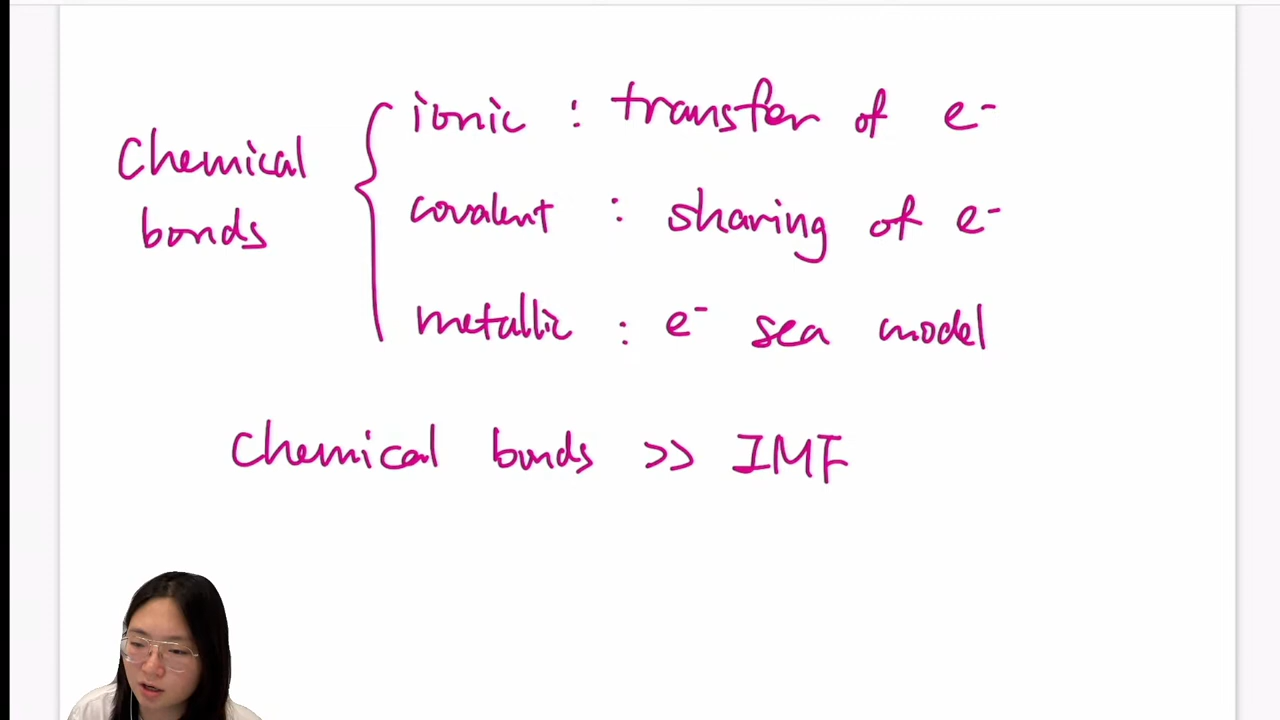 Chemical bonds
ionic : transfer of e⁻
covalent : sharing of e⁻
metallic : e⁻ sea model
Chemical bonds >> IMF